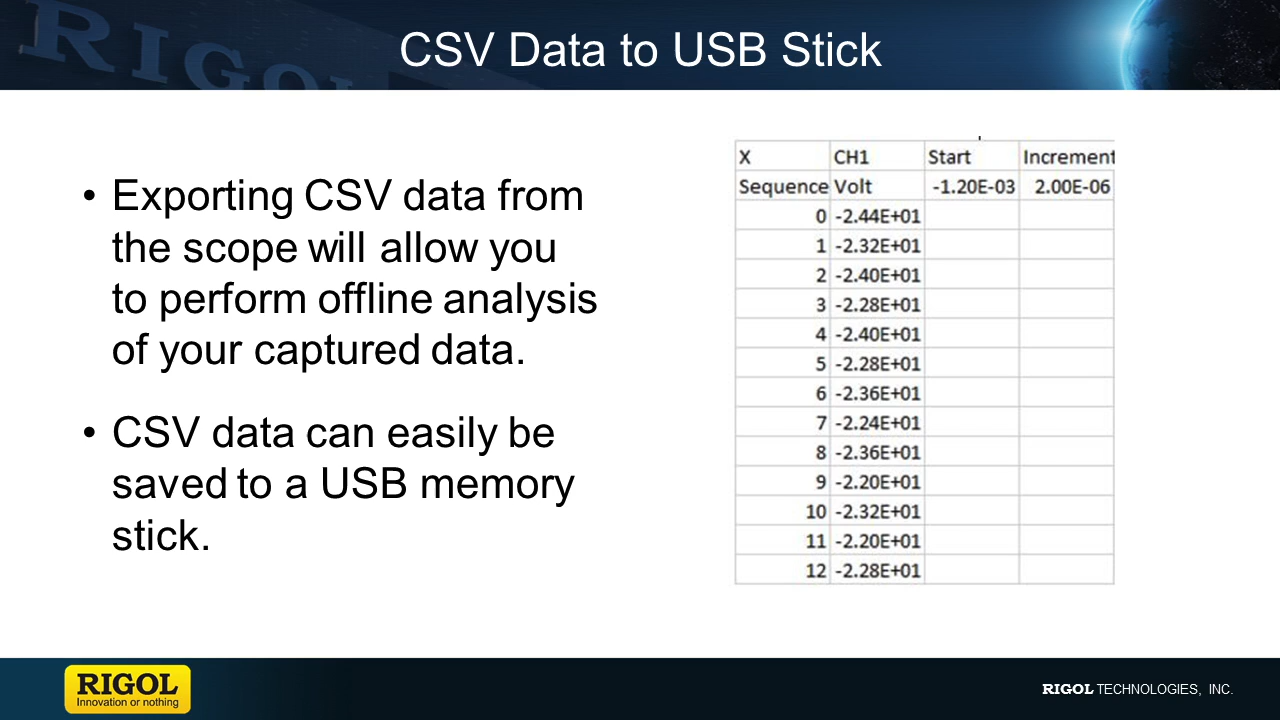 RIGOL
CSV Data to USB Stick
• Exporting CSV data from
the scope will allow you
to perform offline analysis
of your captured data.
• CSV data can easily be
saved to a USB memory
stick.
X CH1 Start Increment
Sequence Volt -1.20E-03 2.00E-06
0 -2.44E+01
1 -2.32E+01
2 -2.40E+01
3 -2.28E+01
4 -2.40E+01
5 -2.28E+01
6 -2.36E+01
7 -2.24E+01
8 -2.36E+01
9 -2.20E+01
10 -2.32E+01
11 -2.20E+01
12 -2.28E+01
RIGOL
Innovation or nothing
RIGOL TECHNOLOGIES, INC.